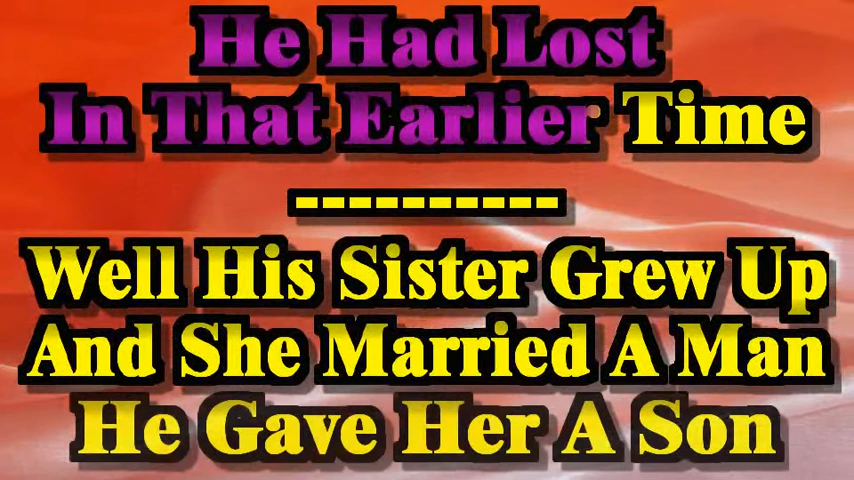 He Had Lost
In That Earlier Time
----------
Well His Sister Grew Up
And She Married A Man
He Gave Her A Son